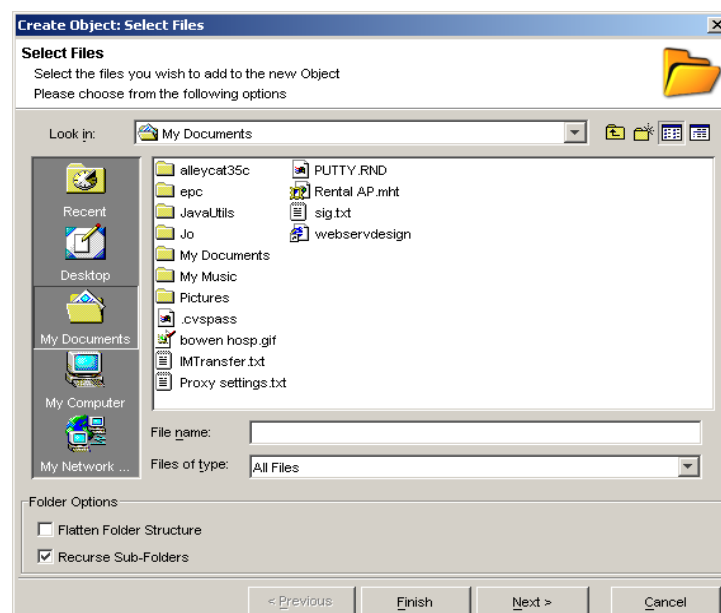 Create Object: Select Files
Select Files
Select the files you wish to add to the new Object
Please choose from the following options
Look in:
My Documents
Recent
Desktop
My Documents
My Computer
My Network ...
alleycat35c
epc
JavaUtils
Jo
My Documents
My Music
Pictures
.cvspass
bowen hosp.gif
IMTransfer.txt
Proxy settings.txt
PUTTY.RND
Rental AP.mht
sig.txt
webservdesign
File name:
Files of type:
All Files
Folder Options
Flatten Folder Structure
Recurse Sub-Folders
< Previous
Finish
Next >
Cancel